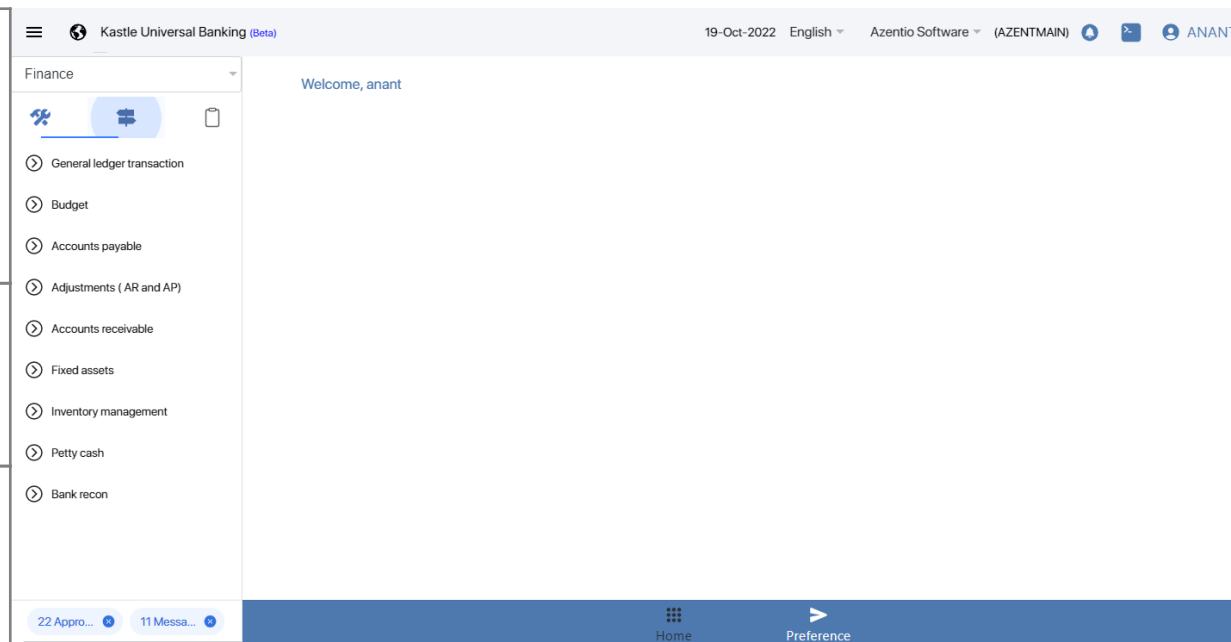 Kastle Universal Banking (Beta)
19-Oct-2022 English Azentio Software (AZENTMAIN) ANANT
Finance
Welcome, anant
General ledger transaction
Budget
Accounts payable
Adjustments ( AR and AP)
Accounts receivable
Fixed assets
Inventory management
Petty cash
Bank recon
22 Appro... 11 Messa...
Home Preference